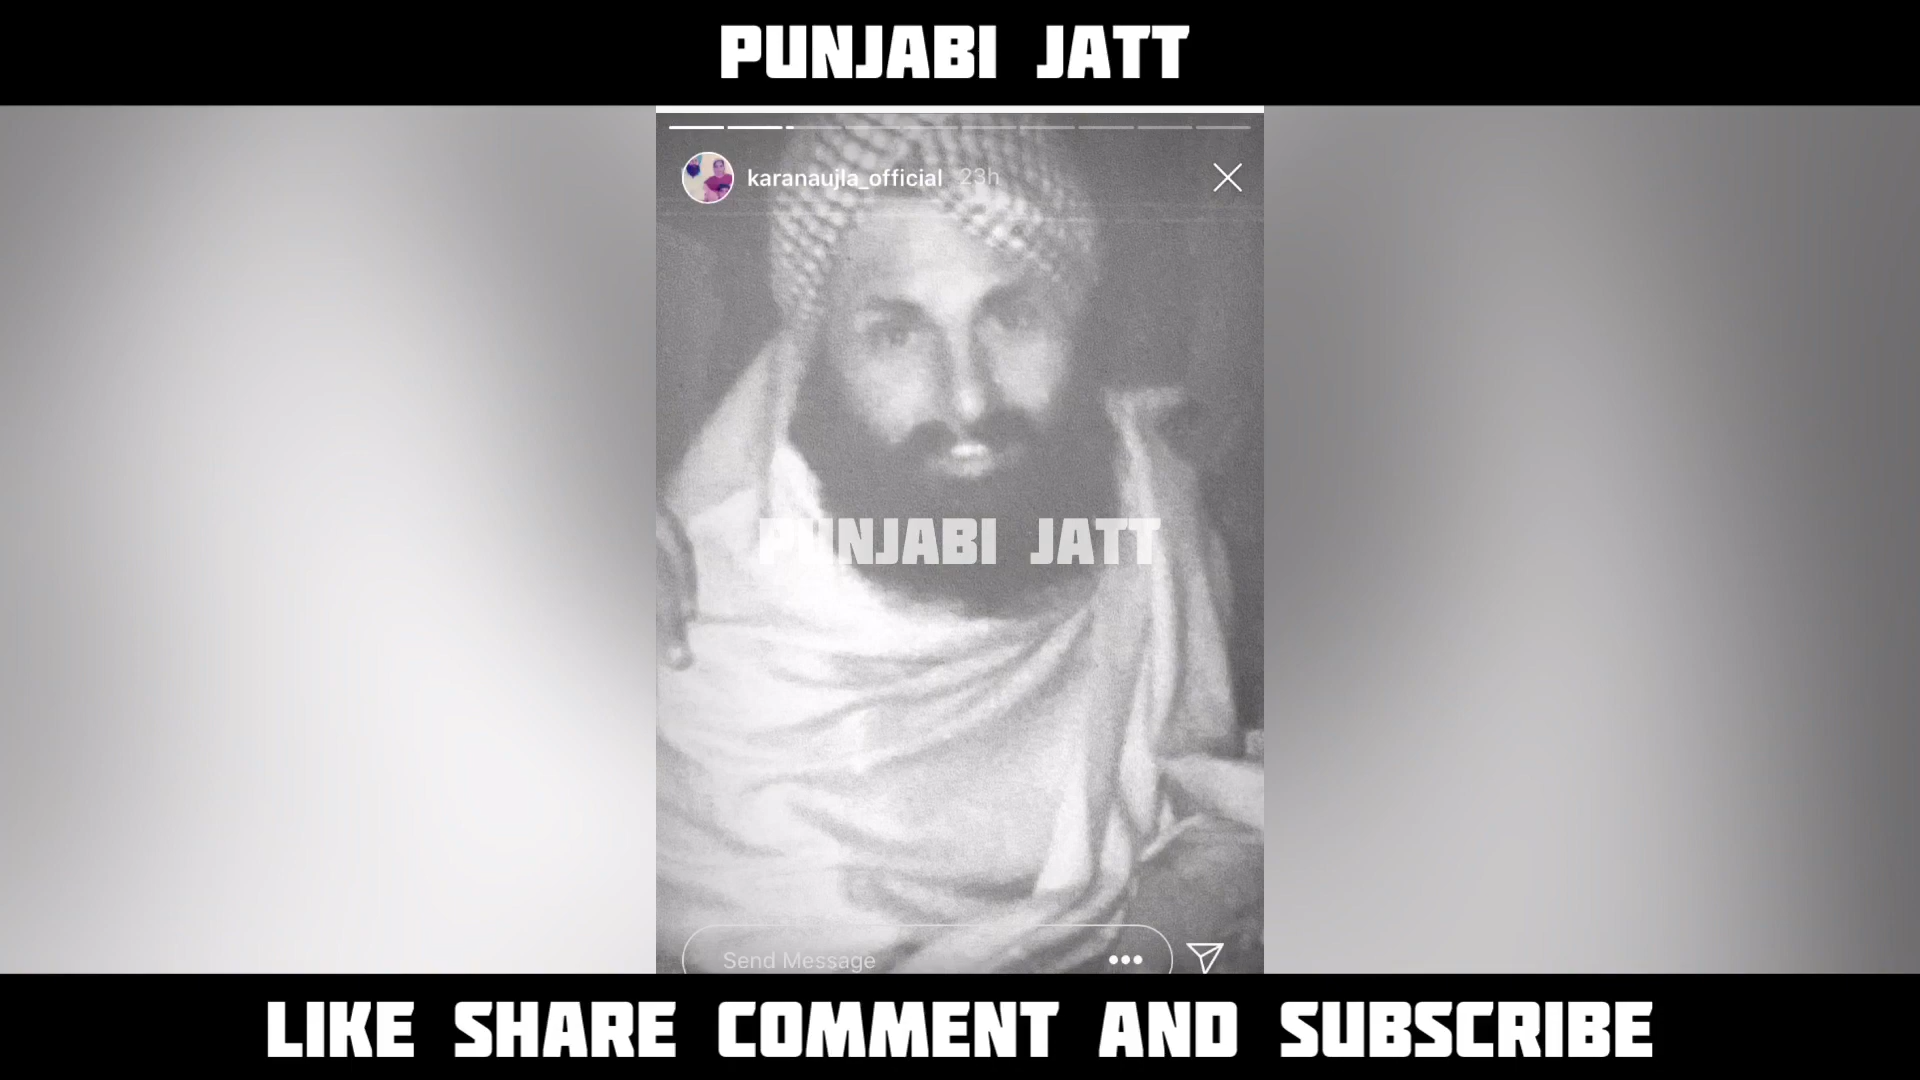 PUNJABI JATT
karanaujla_official 23h
PUNJABI JATT
Send Message
LIKE SHARE COMMENT AND SUBSCRIBE